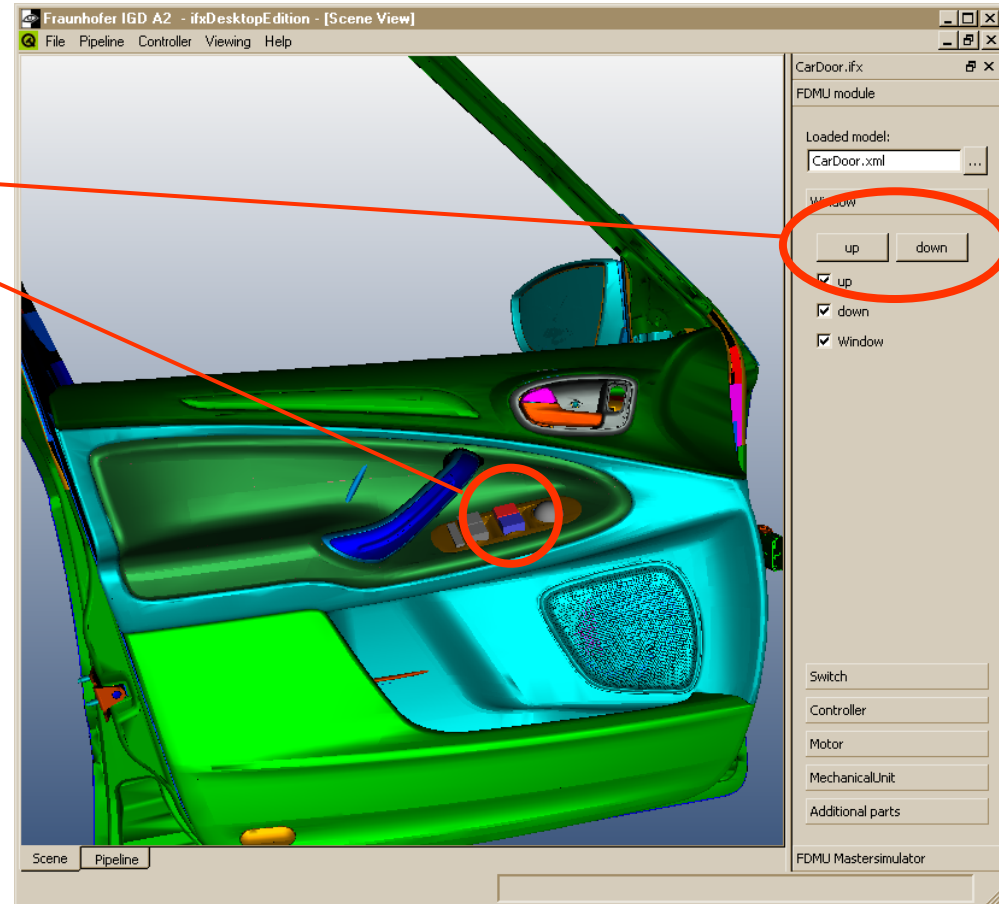 Fraunhofer IGD A2 - ifxDesktopEdition - [Scene View]
File Pipeline Controller Viewing Help
CarDoor.ifx
FDMU module
Loaded model:
CarDoor.xml ...
Window
up down
up
down
Window
Switch
Controller
Motor
MechanicalUnit
Additional parts
Scene Pipeline
FDMU Mastersimulator